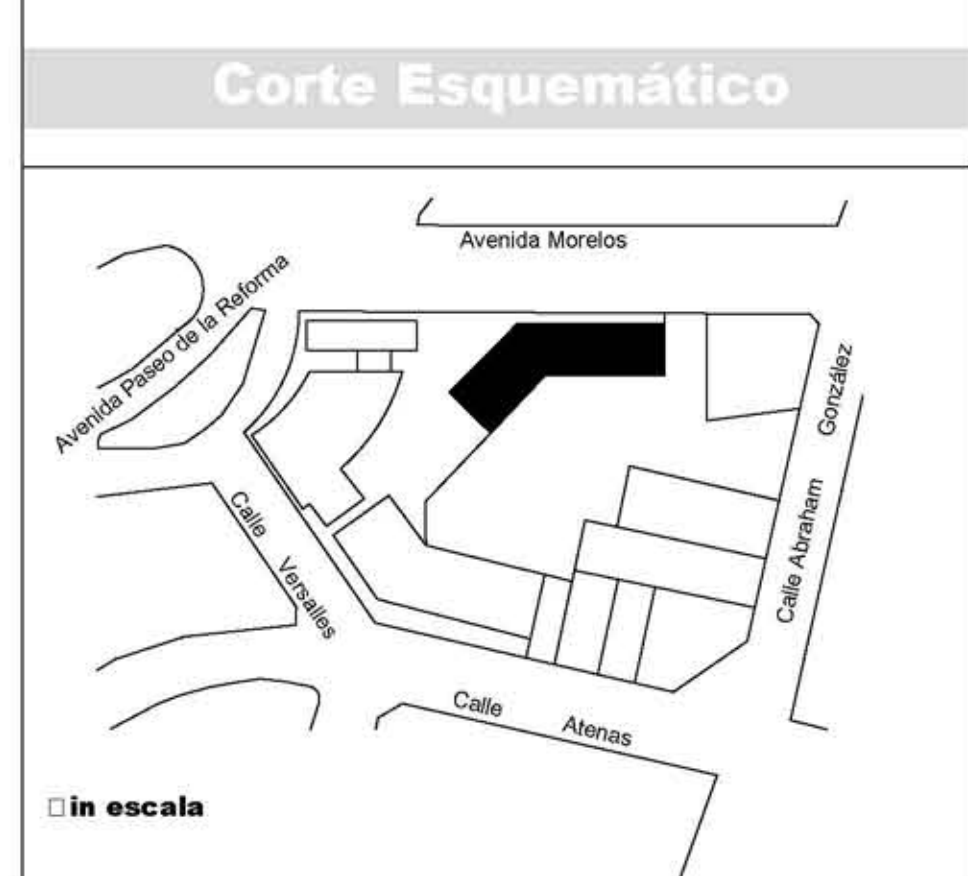 Corte Esquemático
Avenida Morelos
Avenida Paseo de la Reforma
Calle Abraham González
Calle Versalles
Calle Atenas
□in escala